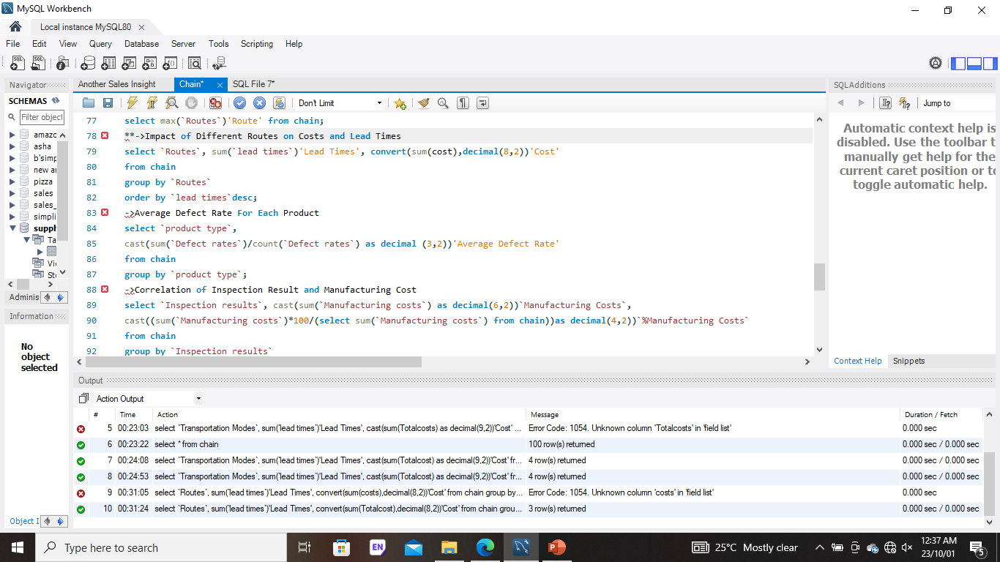 MySQL Workbench
Local instance MySQL80
File Edit View Query Database Server Tools Scripting Help
Navigator
SCHEMAS
Filter object
amazo
asha
b'simp
new ar
pizza
sales
sales_
simpli
suppl
Ta
Vi
St
Adminis
Information
No
object
selected
Object I
Another Sales Insight Chain* SQL File 7*
Don't Limit
77 select max(`Routes`)'Route' from chain;
78 **->Impact of Different Routes on Costs and Lead Times
79 select `Routes`, sum(`lead times`)'Lead Times', convert(sum(cost),decimal(8,2))'Cost'
80 from chain
81 group by `Routes`
82 order by `lead times`desc;
83 ->Average Defect Rate For Each Product
84 select `product type`,
85 cast(sum(`Defect rates`)/count(`Defect rates`) as decimal (3,2))'Average Defect Rate'
86 from chain
87 group by `product type`;
88 ->Correlation of Inspection Result and Manufacturing Cost
89 select `Inspection results`, cast(sum(`Manufacturing costs`) as decimal(6,2))`Manufacturing Costs`,
90 cast((sum(`Manufacturing costs`)*100/(select sum(`Manufacturing costs`) from chain))as decimal(4,2))`%Manufacturing Costs`
91 from chain
92 group by `Inspection results`
SQLAdditions
Jump to
Automatic context help is
disabled. Use the toolbar t
manually get help for the
current caret position or to
toggle automatic help.
Context Help Snippets
Output
Action Output
# Time Action Message Duration / Fetch
5 00:23:03 select `Transportation Modes`, sum(`lead times`)'Lead Times', cast(sum(Totalcosts) as decimal(9,2))'Cost' ... Error Code: 1054. Unknown column 'Totalcosts' in 'field list' 0.000 sec
6 00:23:22 select * from chain 100 row(s) returned 0.000 sec / 0.000 sec
7 00:24:08 select `Transportation Modes`, sum(`lead times`)'Lead Times', cast(sum(Totalcost) as decimal(9,2))'Cost' fr... 4 row(s) returned 0.000 sec / 0.000 sec
8 00:24:53 select `Transportation Modes`, sum(`lead times`)'Lead Times', cast(sum(Totalcost) as decimal(9,2))'Cost' fr... 4 row(s) returned 0.000 sec / 0.000 sec
9 00:31:05 select `Routes`, sum(`lead times`)'Lead Times', convert(sum(costs),decimal(8,2))'Cost' from chain group by... Error Code: 1054. Unknown column 'costs' in 'field list' 0.000 sec
10 00:31:24 select `Routes`, sum(`lead times`)'Lead Times', convert(sum(Totalcost),decimal(8,2))'Cost' from chain grou... 3 row(s) returned 0.000 sec / 0.000 sec
Type here to search
EN
25°C Mostly clear
12:37 AM
23/10/01
5